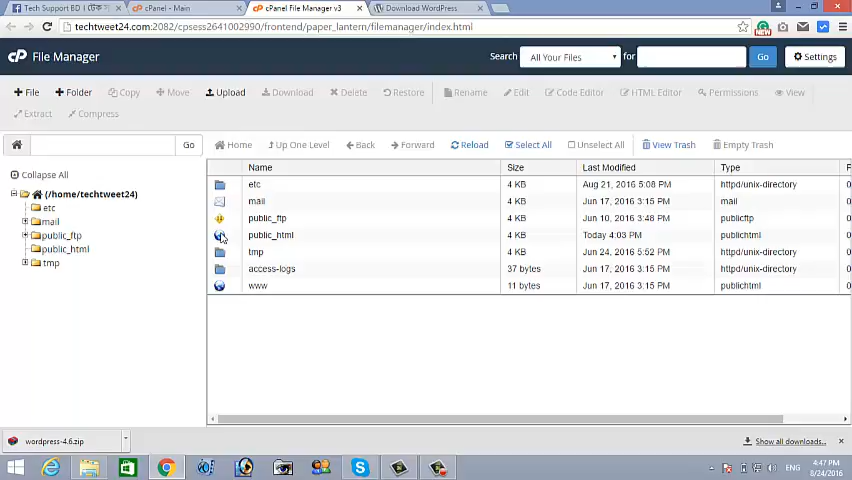 Tech Support BD | টেক
cPanel - Main
cPanel File Manager v3
Download WordPress
techtweet24.com:2082/cpsess2641002990/frontend/paper_lantern/filemanager/index.html
NEW
cP File Manager
Search All Your Files for Go Settings
File Folder Copy Move Upload Download Delete Restore Rename Edit Code Editor HTML Editor Permissions View
Extract Compress
Go Home Up One Level Back Forward Reload Select All Unselect All View Trash Empty Trash
Collapse All
(/home/techtweet24)
etc
mail
public_ftp
public_html
tmp
Name Size Last Modified Type
etc 4 KB Aug 21, 2016 5:08 PM httpd/unix-directory
mail 4 KB Jun 17, 2016 3:15 PM mail
public_ftp 4 KB Jun 10, 2016 3:48 PM publicftp
public_html 4 KB Today 4:03 PM publichtml
tmp 4 KB Jun 24, 2016 5:52 PM httpd/unix-directory
access-logs 37 bytes Jun 17, 2016 3:15 PM httpd/unix-directory
www 11 bytes Jun 17, 2016 3:15 PM publichtml
wordpress-4.6.zip Show all downloads...
ENG 4:47 PM
8/24/2016